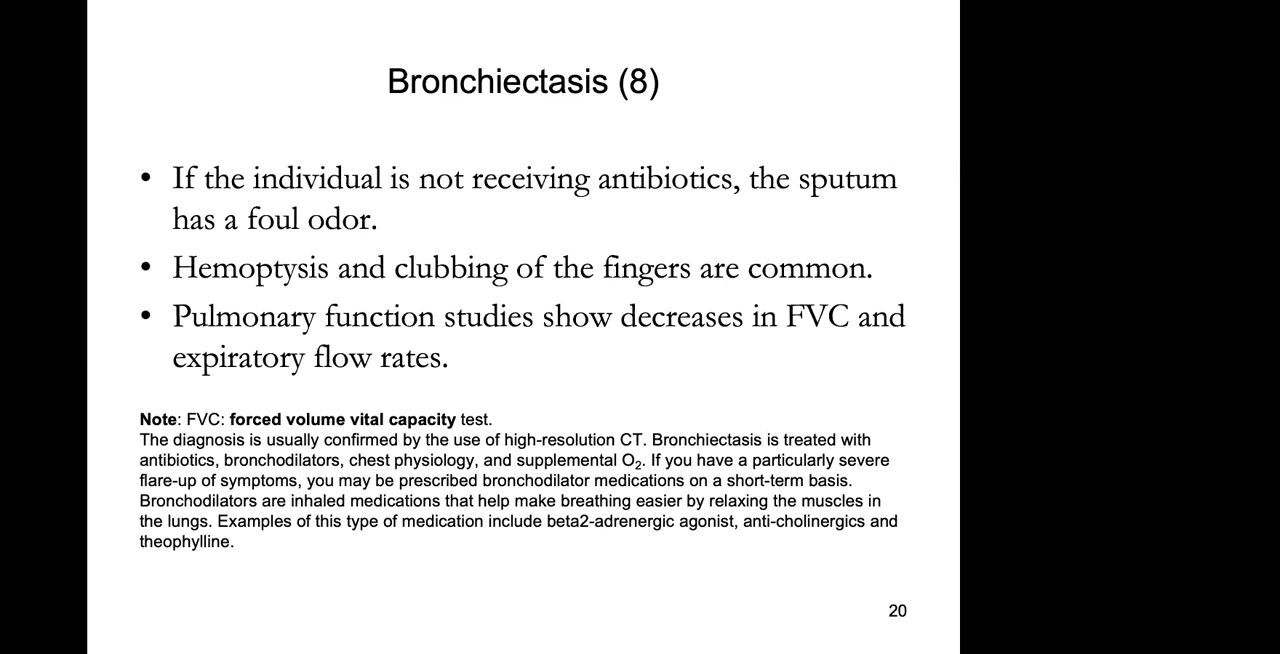 Bronchiectasis (8)
• If the individual is not receiving antibiotics, the sputum
has a foul odor.
• Hemoptysis and clubbing of the fingers are common.
• Pulmonary function studies show decreases in FVC and
expiratory flow rates.
Note: FVC: forced volume vital capacity test.
The diagnosis is usually confirmed by the use of high-resolution CT. Bronchiectasis is treated with
antibiotics, bronchodilators, chest physiology, and supplemental O₂. If you have a particularly severe
flare-up of symptoms, you may be prescribed bronchodilator medications on a short-term basis.
Bronchodilators are inhaled medications that help make breathing easier by relaxing the muscles in
the lungs. Examples of this type of medication include beta2-adrenergic agonist, anti-cholinergics and
theophylline.
20